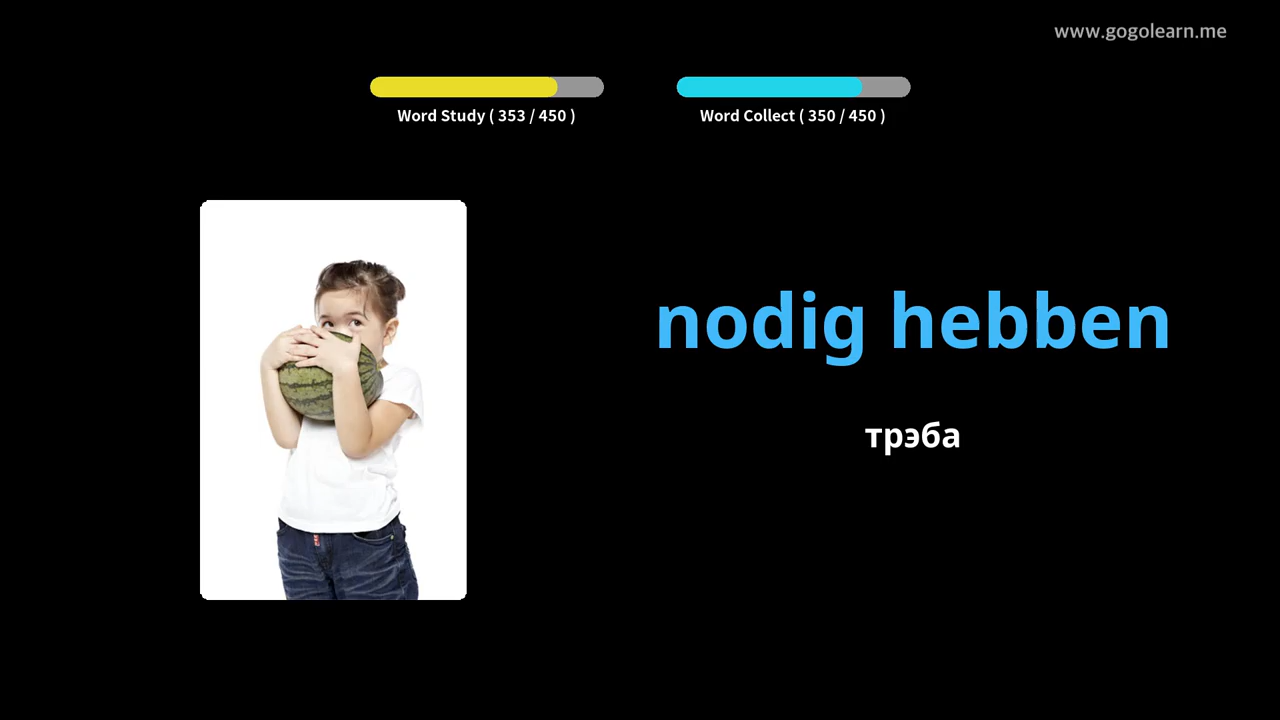 www.gogolearn.me
Word Study ( 353 / 450 )
Word Collect ( 350 / 450 )
nodig hebben
трэба